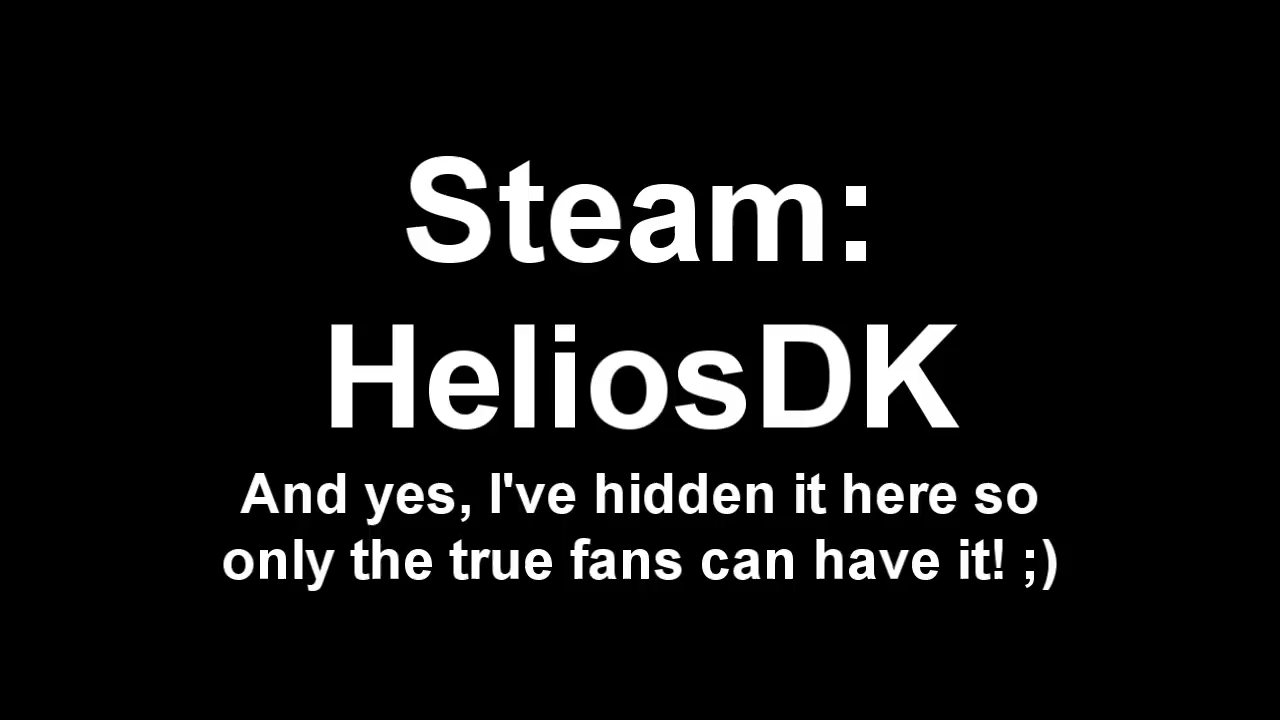 Steam:
HeliosDK
And yes, I've hidden it here so
only the true fans can have it! ;)